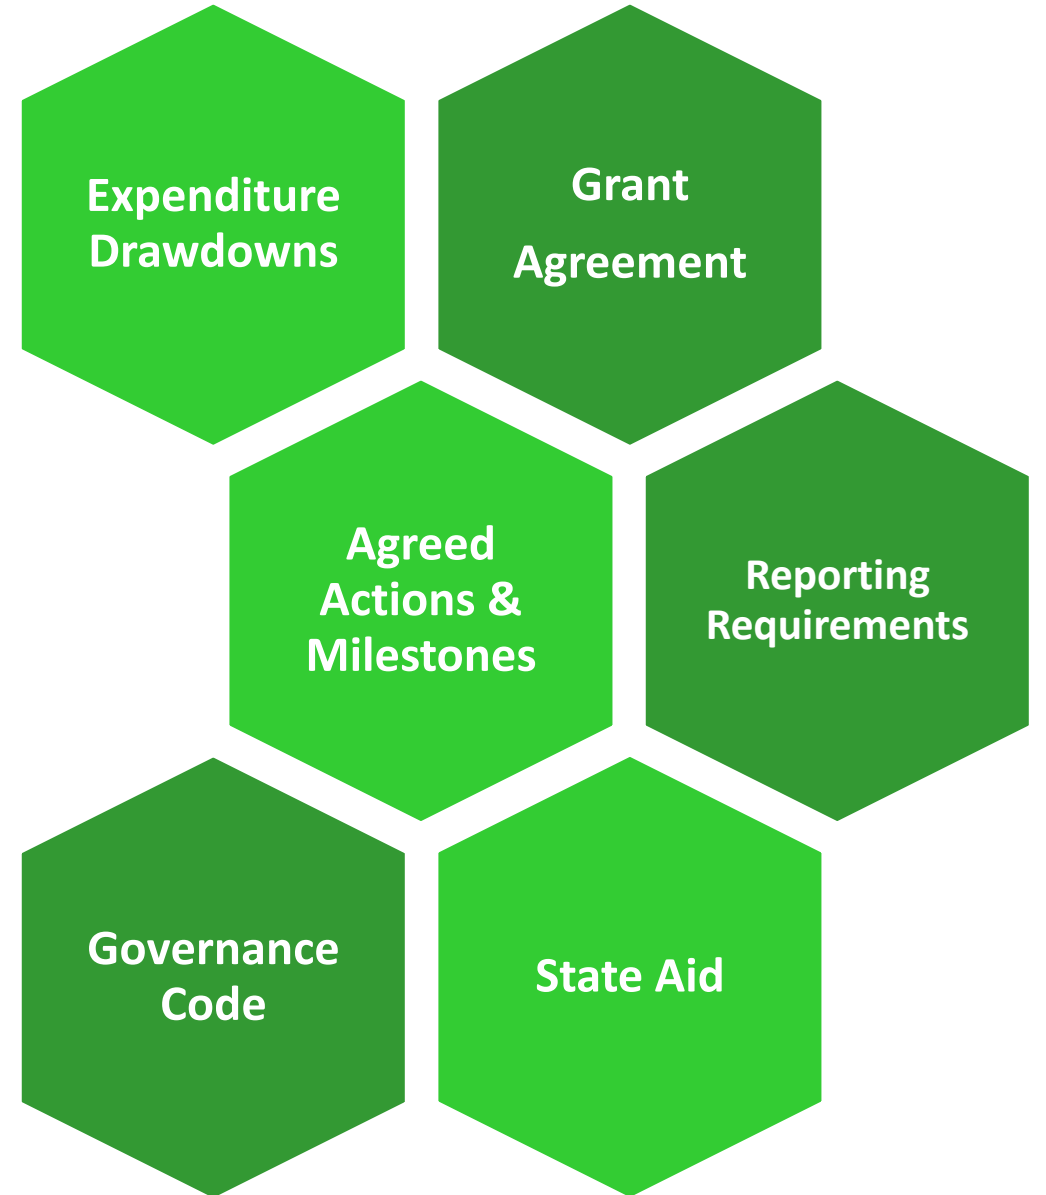 Expenditure
Drawdowns
Grant
Agreement
Agreed
Actions &
Milestones
Reporting
Requirements
Governance
Code
State Aid